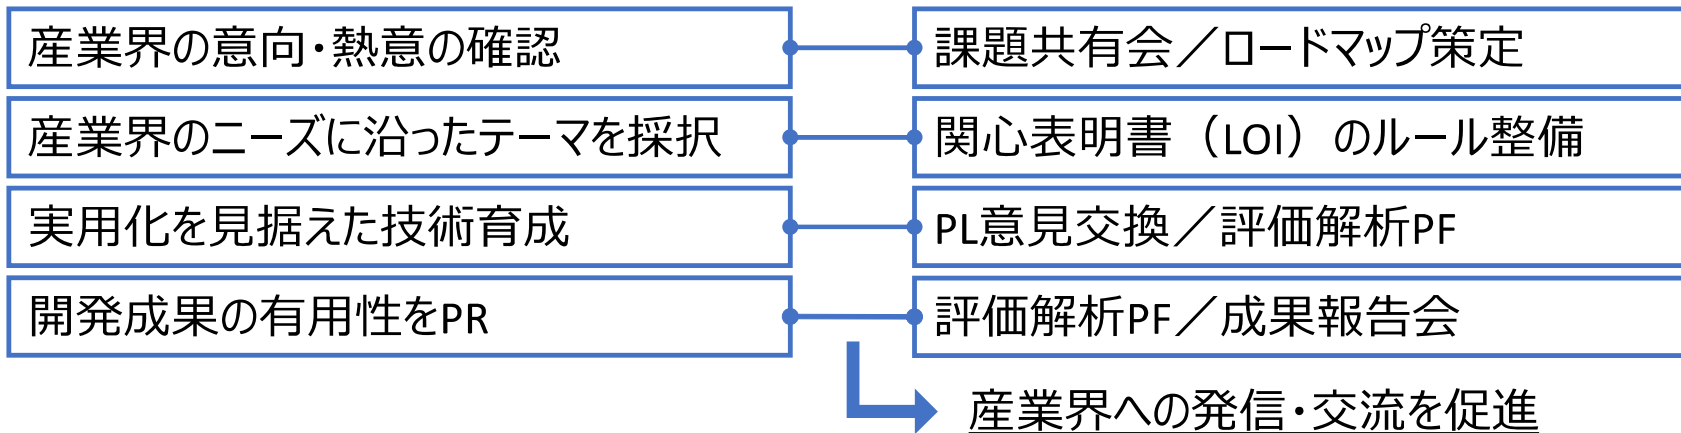 産業界の意向・熱意の確認
課題共有会／ロードマップ策定
産業界のニーズに沿ったテーマを採択
関心表明書（LOI）のルール整備
実用化を見据えた技術育成
PL意見交換／評価解析PF
開発成果の有用性をPR
評価解析PF／成果報告会
産業界への発信・交流を促進